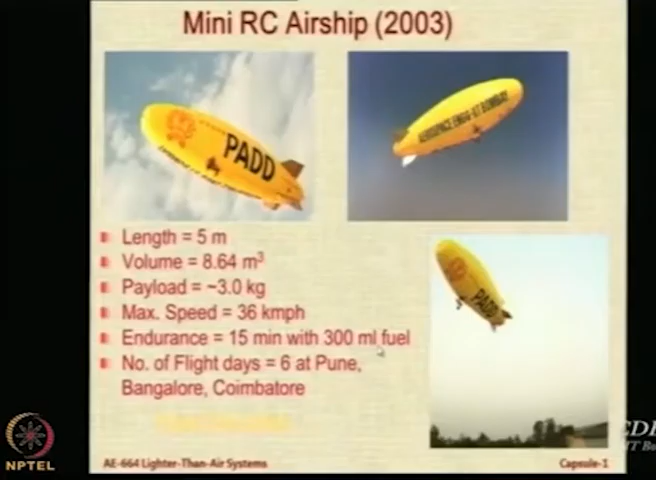 Mini RC Airship (2003)
PADD
AEROSPACE ENGG IIT BOMBAY
Length = 5 m
Volume = 8.64 m³
Payload = ~3.0 kg
Max. Speed = 36 kmph
Endurance = 15 min with 300 ml fuel
No. of Flight days = 6 at Pune,
Bangalore, Coimbatore
PADD
NPTEL
AE-664 Lighter-Than-Air Systems
Capsule-1